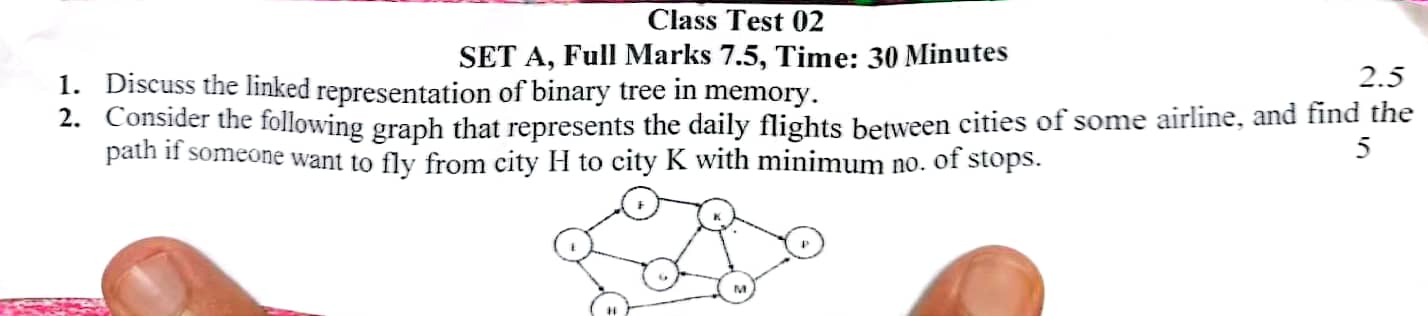 Class Test 02
SET A, Full Marks 7.5, Time: 30 Minutes
1. Discuss the linked representation of binary tree in memory. 2.5
2. Consider the following graph that represents the daily flights between cities of some airline, and find the
path if someone want to fly from city H to city K with minimum no. of stops. 5
F
K
P
G
M
H